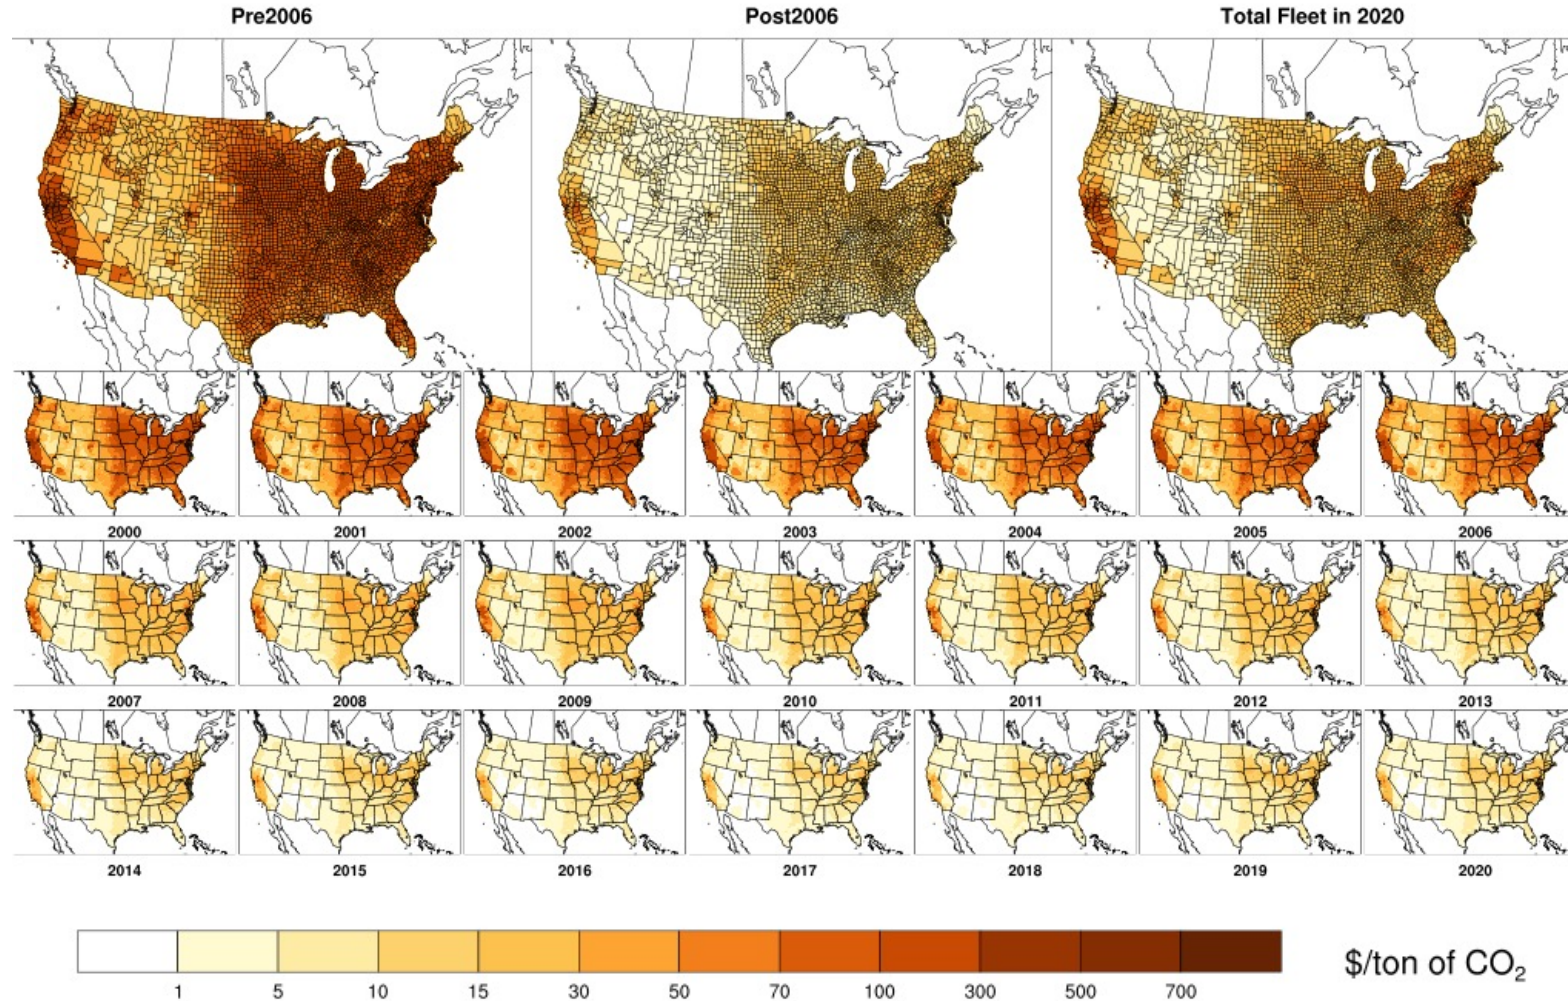 Pre2006 Post2006 Total Fleet in 2020
2000 2001 2002 2003 2004 2005 2006
2007 2008 2009 2010 2011 2012 2013
2014 2015 2016 2017 2018 2019 2020
1 5 10 15 30 50 70 100 300 500 700
$/ton of CO₂